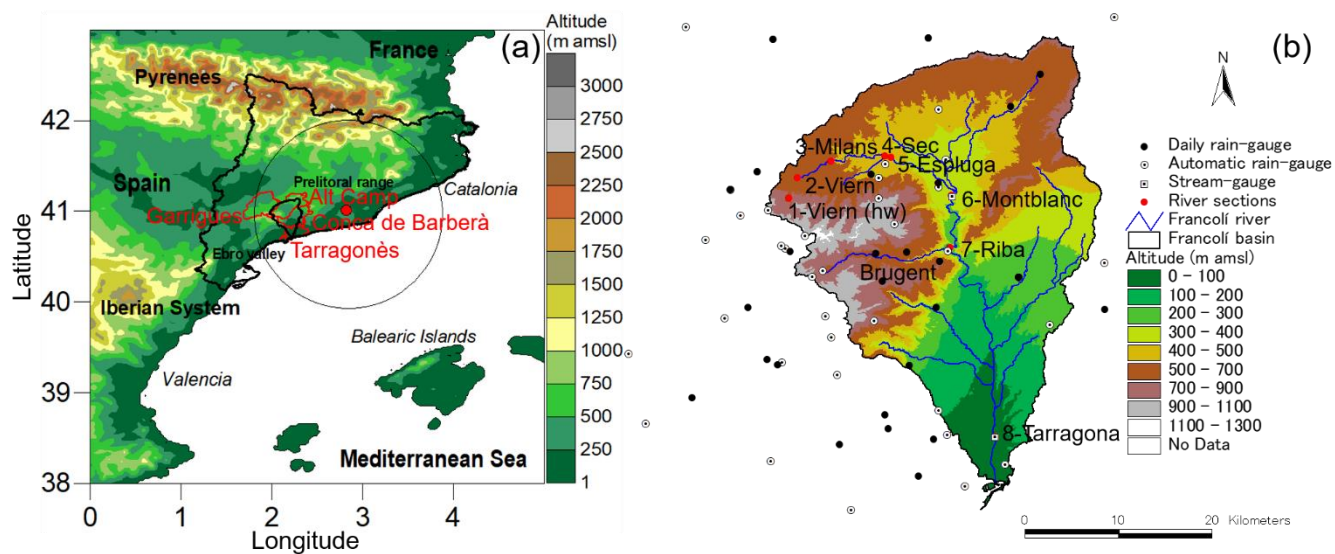 (a)
Altitude
(m amsl)
3000
2750
2500
2250
2000
1750
1500
1250
1000
750
500
250
1
France
Pyrenees
Spain
Prelitoral range
Catalonia
Alt Camp
Garrigues
Conca de Barberà
Tarragonès
Ebro valley
Iberian System
Balearic Islands
Valencia
Mediterranean Sea
Latitude
42
41
40
39
38
0 1 2 3 4
Longitude
(b)
N
3-Milans
4-Sec
5-Espluga
2-Viern
6-Montblanc
1-Viern (hw)
7-Riba
Brugent
8-Tarragona
Daily rain-gauge
Automatic rain-gauge
Stream-gauge
River sections
Francolí river
Francolí basin
Altitude (m amsl)
0 - 100
100 - 200
200 - 300
300 - 400
400 - 500
500 - 700
700 - 900
900 - 1100
1100 - 1300
No Data
0 10 20 Kilometers